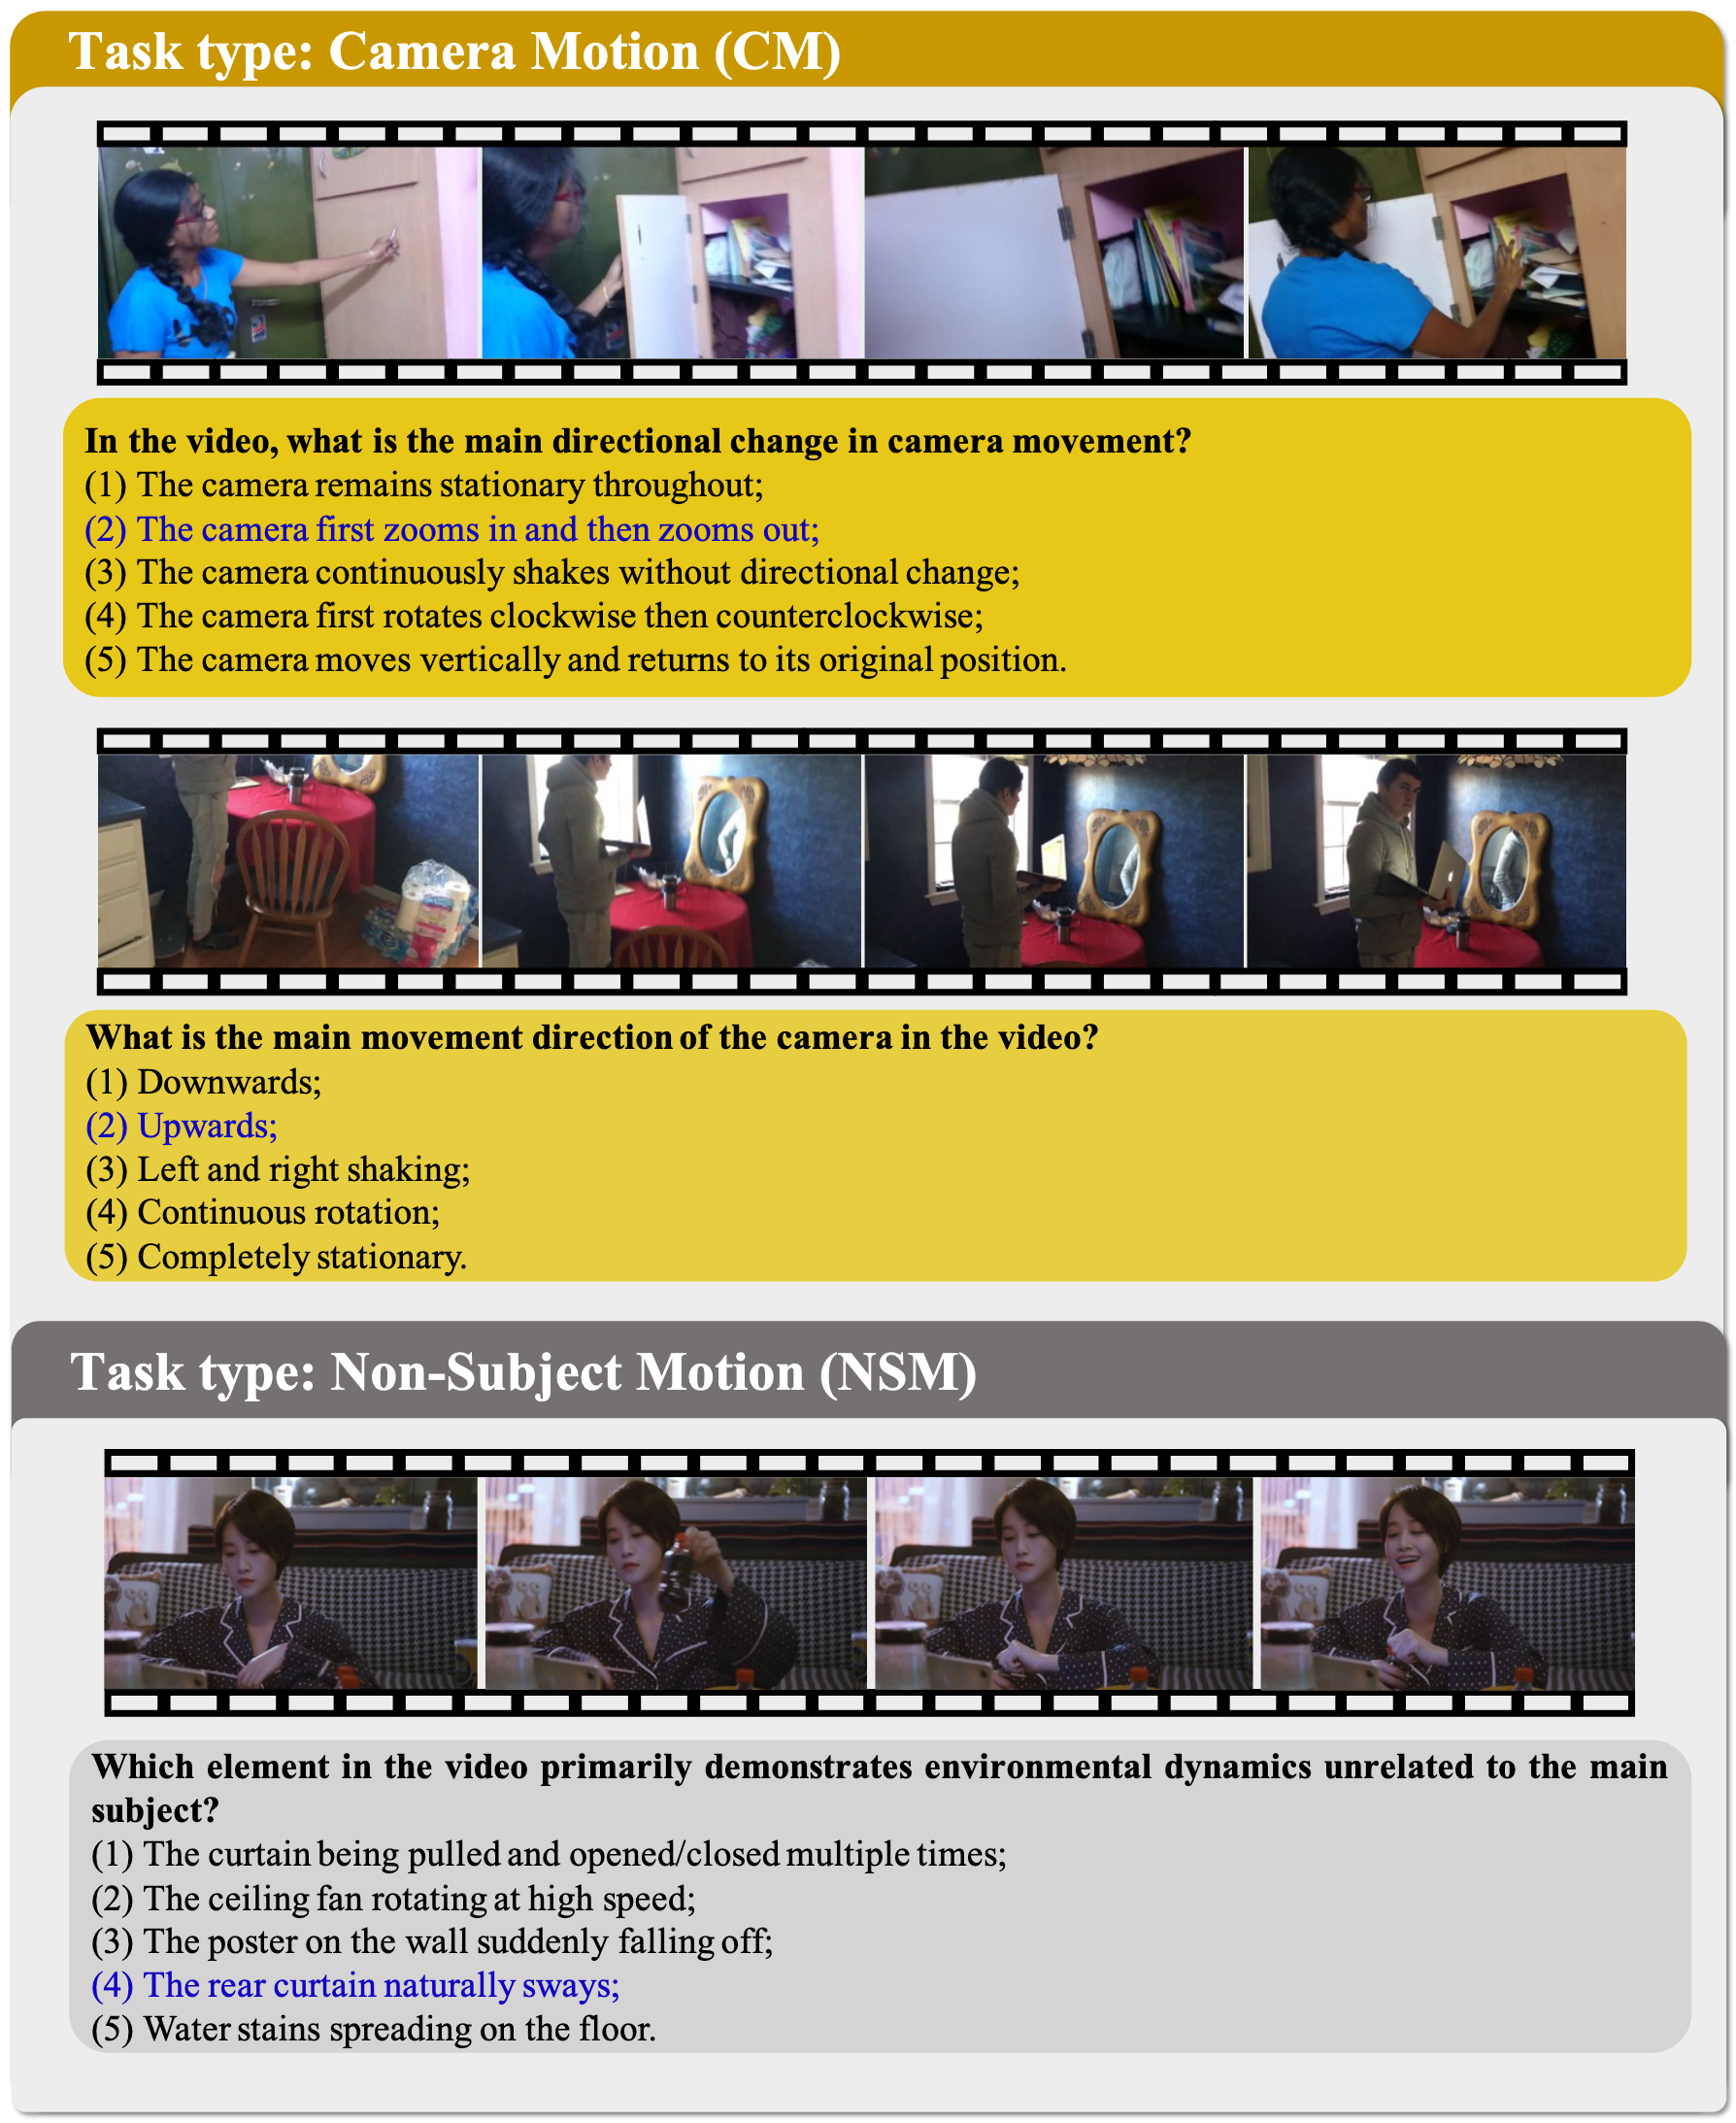 Task type: Camera Motion (CM)
In the video, what is the main directional change in camera movement?
(1) The camera remains stationary throughout;
(2) The camera first zooms in and then zooms out;
(3) The camera continuously shakes without directional change;
(4) The camera first rotates clockwise then counterclockwise;
(5) The camera moves vertically and returns to its original position.
What is the main movement direction of the camera in the video?
(1) Downwards;
(2) Upwards;
(3) Left and right shaking;
(4) Continuous rotation;
(5) Completely stationary.
Task type: Non-Subject Motion (NSM)
Which element in the video primarily demonstrates environmental dynamics unrelated to the main
subject?
(1) The curtain being pulled and opened/closed multiple times;
(2) The ceiling fan rotating at high speed;
(3) The poster on the wall suddenly falling off;
(4) The rear curtain naturally sways;
(5) Water stains spreading on the floor.